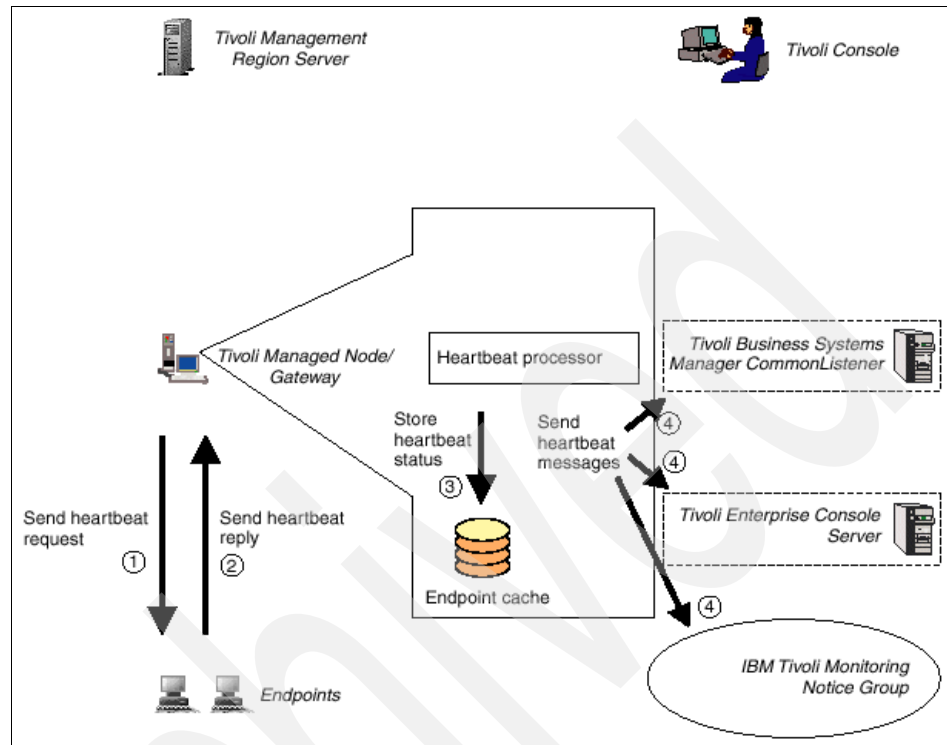 Tivoli Management
Region Server
Tivoli Console
Tivoli Managed Node/
Gateway
Heartbeat processor
Tivoli Business Systems
Manager CommonListener
Store
heartbeat
status
3
Send
heartbeat
messages
4
4
4
Send heartbeat
request
1
Send heartbeat
reply
2
Endpoint cache
Tivoli Enterprise Console
Server
Endpoints
IBM Tivoli Monitoring
Notice Group
hived